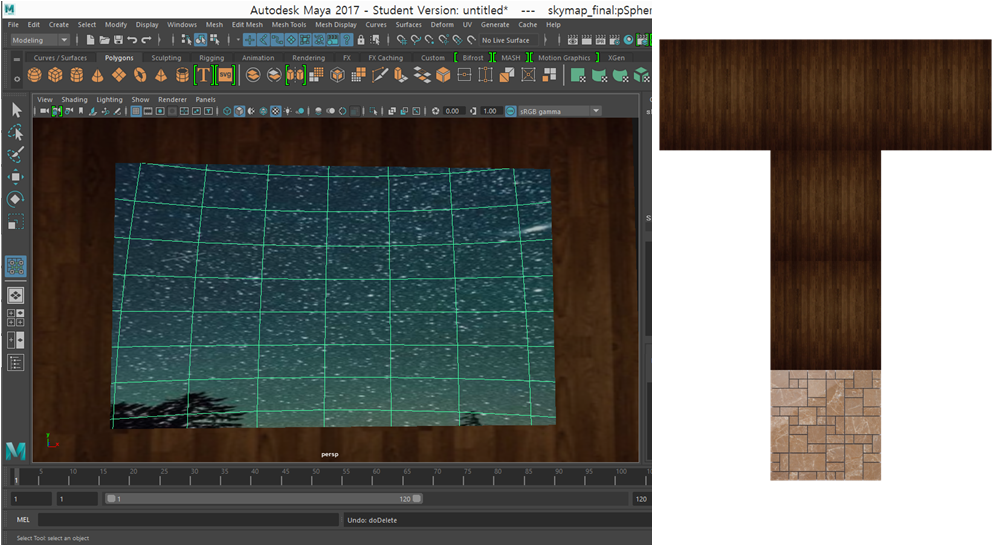 Autodesk Maya 2017 - Student Version: untitled* --- skymap_final:pSpher
File Edit Create Select Modify Display Windows Mesh Edit Mesh Mesh Tools Mesh Display Curves Surfaces Deform UV Generate Cache Help
Modeling No Live Surface
Curves / Surfaces Polygons Sculpting Rigging Animation Rendering FX FX Caching Custom Bifrost MASH Motion Graphics XGen
T SVG
View Shading Lighting Show Renderer Panels
0.00 1.00 sRGB gamma
persp
5 10 15 20 25 30 35 40 45 50 55 60 65 70 75 80 85 90 95 100
1
1 1 1 120 120
MEL Undo: doDelete
Select Tool: select an object